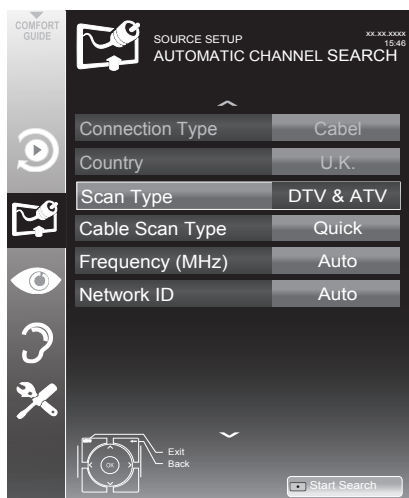 COMFORT
GUIDE
SOURCE SETUP
AUTOMATIC CHANNEL SEARCH
xx.xx.xxxx
15:46
Connection Type Cabel
Country U.K.
Scan Type DTV & ATV
Cable Scan Type Quick
Frequency (MHz) Auto
Network ID Auto
Exit
Back
OK
Start Search